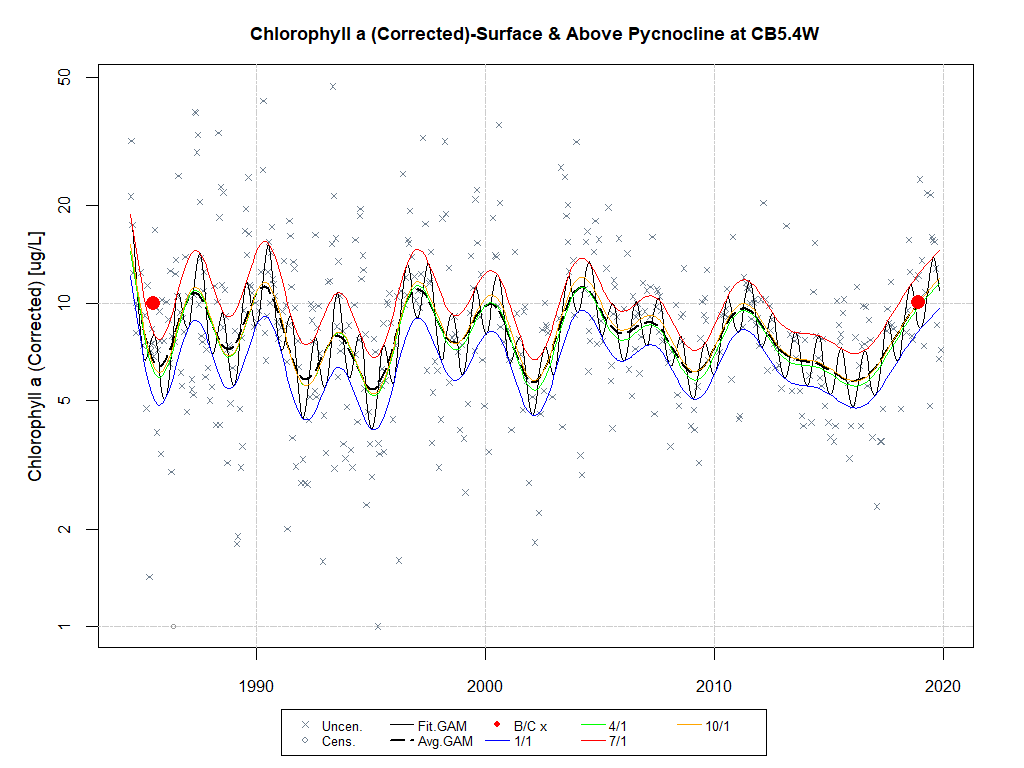 Chlorophyll a (Corrected)-Surface & Above Pycnocline at CB5.4W
Chlorophyll a (Corrected) [ug/L]
50
20
10
5
2
1
1990 2000 2010 2020
Uncen. Fit.GAM B/C x 4/1 10/1
Cens. Avg.GAM 1/1 7/1